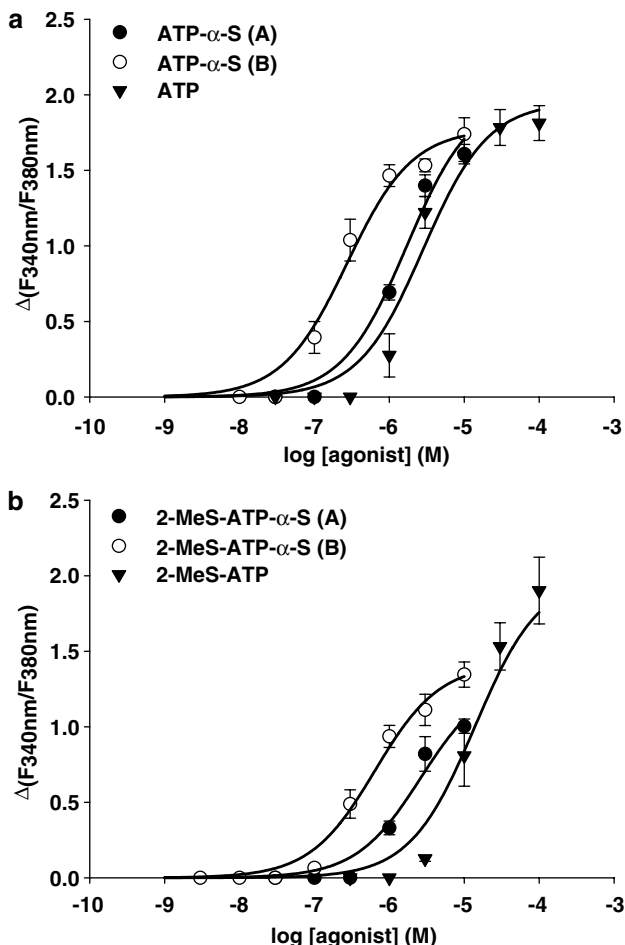 a
2.5
ATP-α-S (A)
ATP-α-S (B)
ATP
2.0
1.5
1.0
0.5
0.0
Δ(F340nm/F380nm)
-10 -9 -8 -7 -6 -5 -4 -3
log [agonist] (M)
b
2.5
2-MeS-ATP-α-S (A)
2-MeS-ATP-α-S (B)
2-MeS-ATP
2.0
1.5
1.0
0.5
0.0
Δ(F340nm/F380nm)
-10 -9 -8 -7 -6 -5 -4 -3
log [agonist] (M)